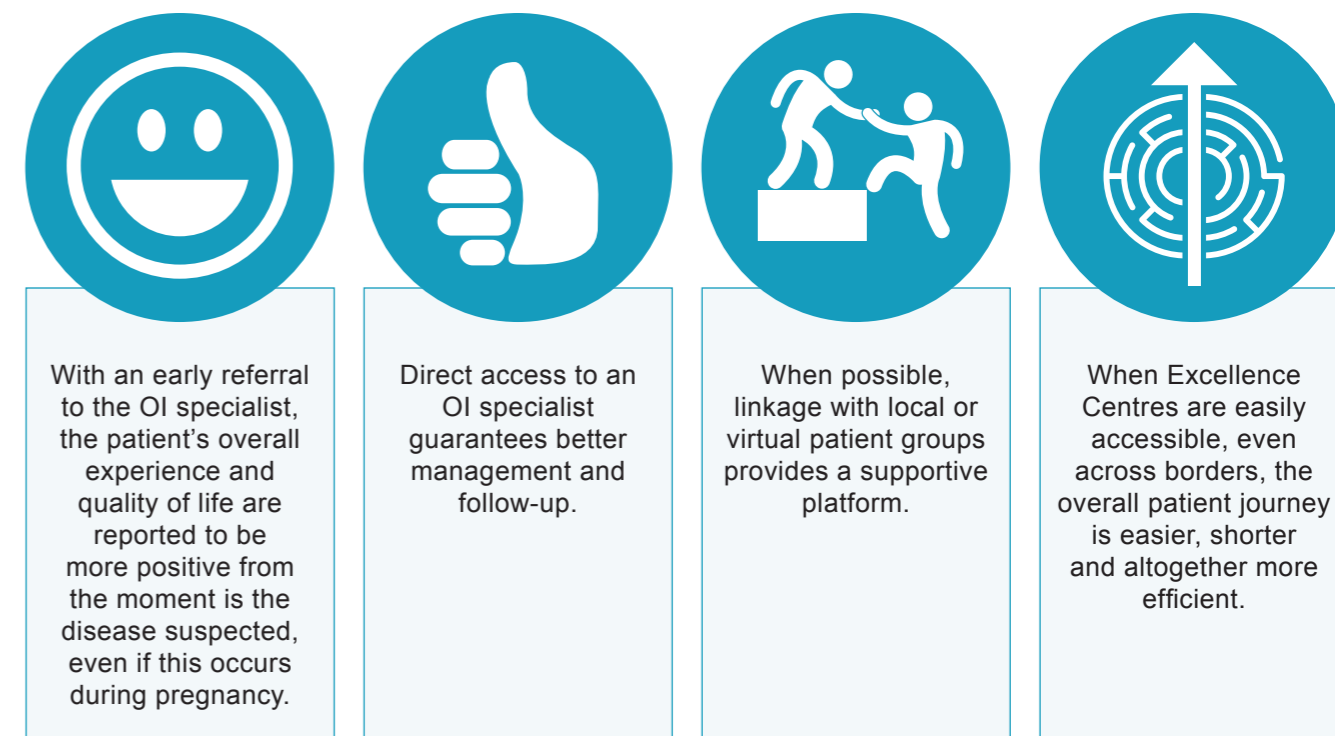 With an early referral
to the OI specialist,
the patient's overall
experience and
quality of life are
reported to be
more positive from
the moment is the
disease suspected,
even if this occurs
during pregnancy.
Direct access to an
OI specialist
guarantees better
management and
follow-up.
When possible,
linkage with local or
virtual patient groups
provides a supportive
platform.
When Excellence
Centres are easily
accessible, even
across borders, the
overall patient journey
is easier, shorter
and altogether more
efficient.